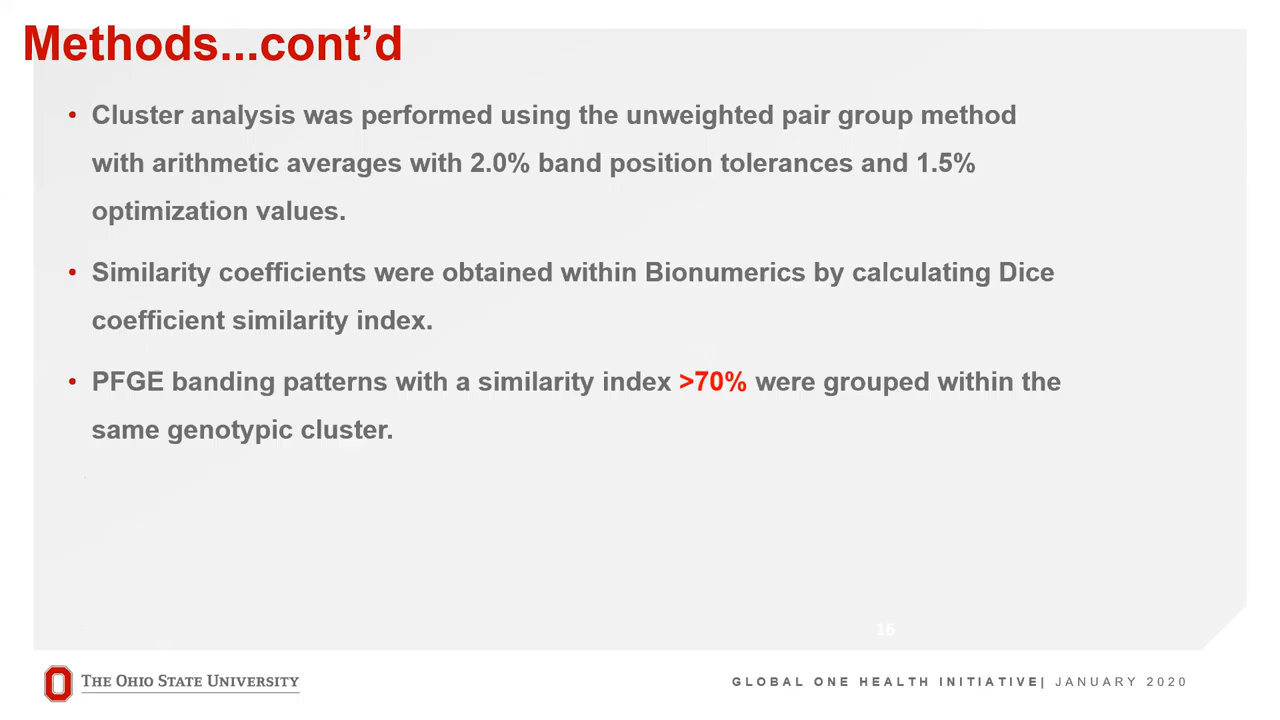 Methods...cont’d
• Cluster analysis was performed using the unweighted pair group method
with arithmetic averages with 2.0% band position tolerances and 1.5%
optimization values.
• Similarity coefficients were obtained within Bionumerics by calculating Dice
coefficient similarity index.
• PFGE banding patterns with a similarity index >70% were grouped within the
same genotypic cluster.
15
THE OHIO STATE UNIVERSITY
GLOBAL ONE HEALTH INITIATIVE| JANUARY 2020